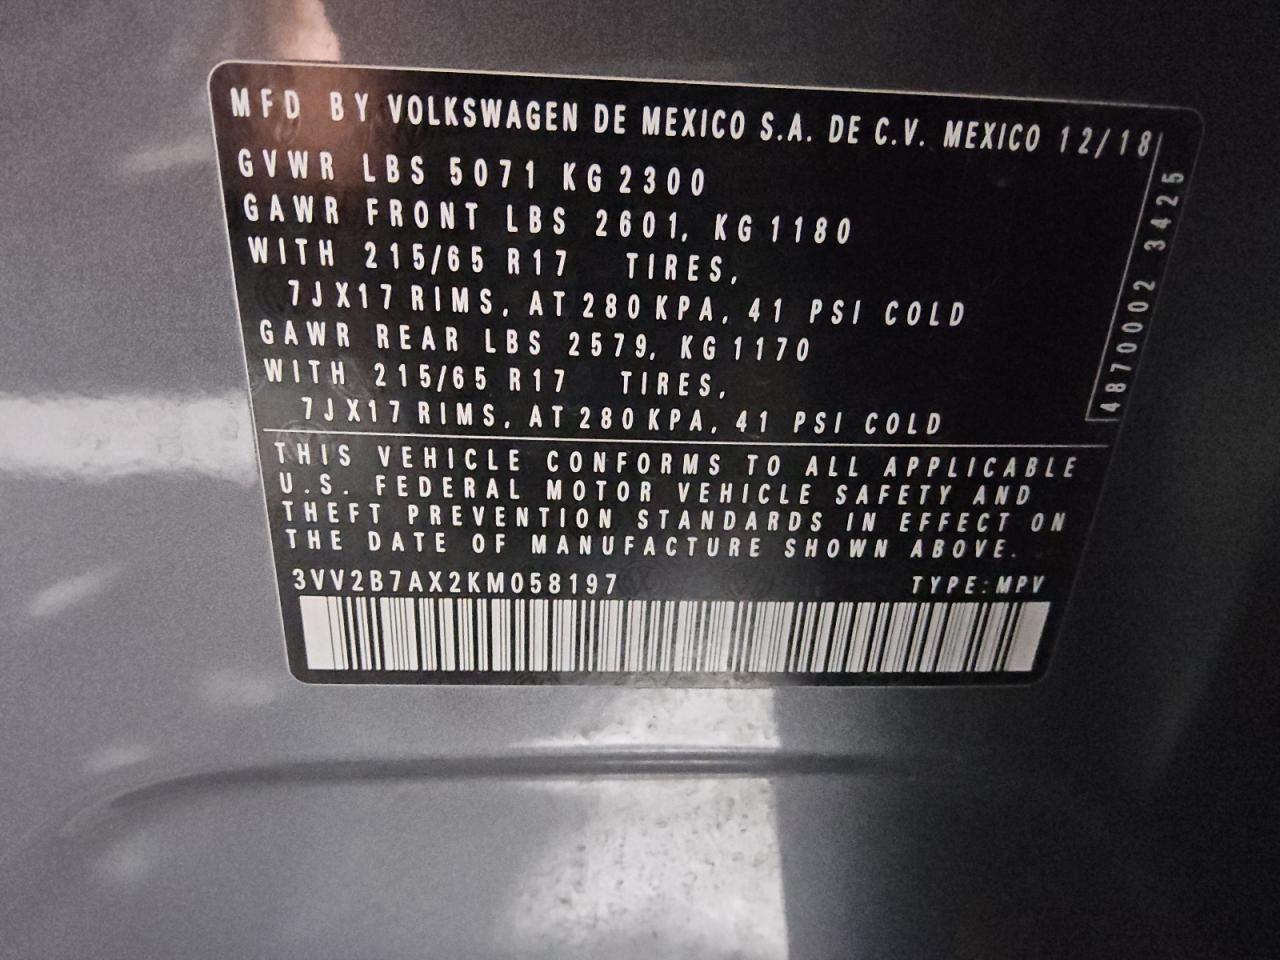 MFD BY VOLKSWAGEN DE MEXICO S.A. DE C.V. MEXICO 12/18
GVWR LBS 5071 KG 2300
GAWR FRONT LBS 2601, KG 1180
WITH 215/65 R17 TIRES,
7JX17 RIMS, AT 280 KPA, 41 PSI COLD
GAWR REAR LBS 2579, KG 1170
WITH 215/65 R17 TIRES,
7JX17 RIMS, AT 280 KPA, 41 PSI COLD
4870002 3425
THIS VEHICLE CONFORMS TO ALL APPLICABLE
U.S. FEDERAL MOTOR VEHICLE SAFETY AND
THEFT PREVENTION STANDARDS IN EFFECT ON
THE DATE OF MANUFACTURE SHOWN ABOVE.
3VV2B7AX2KM058197 TYPE: MPV